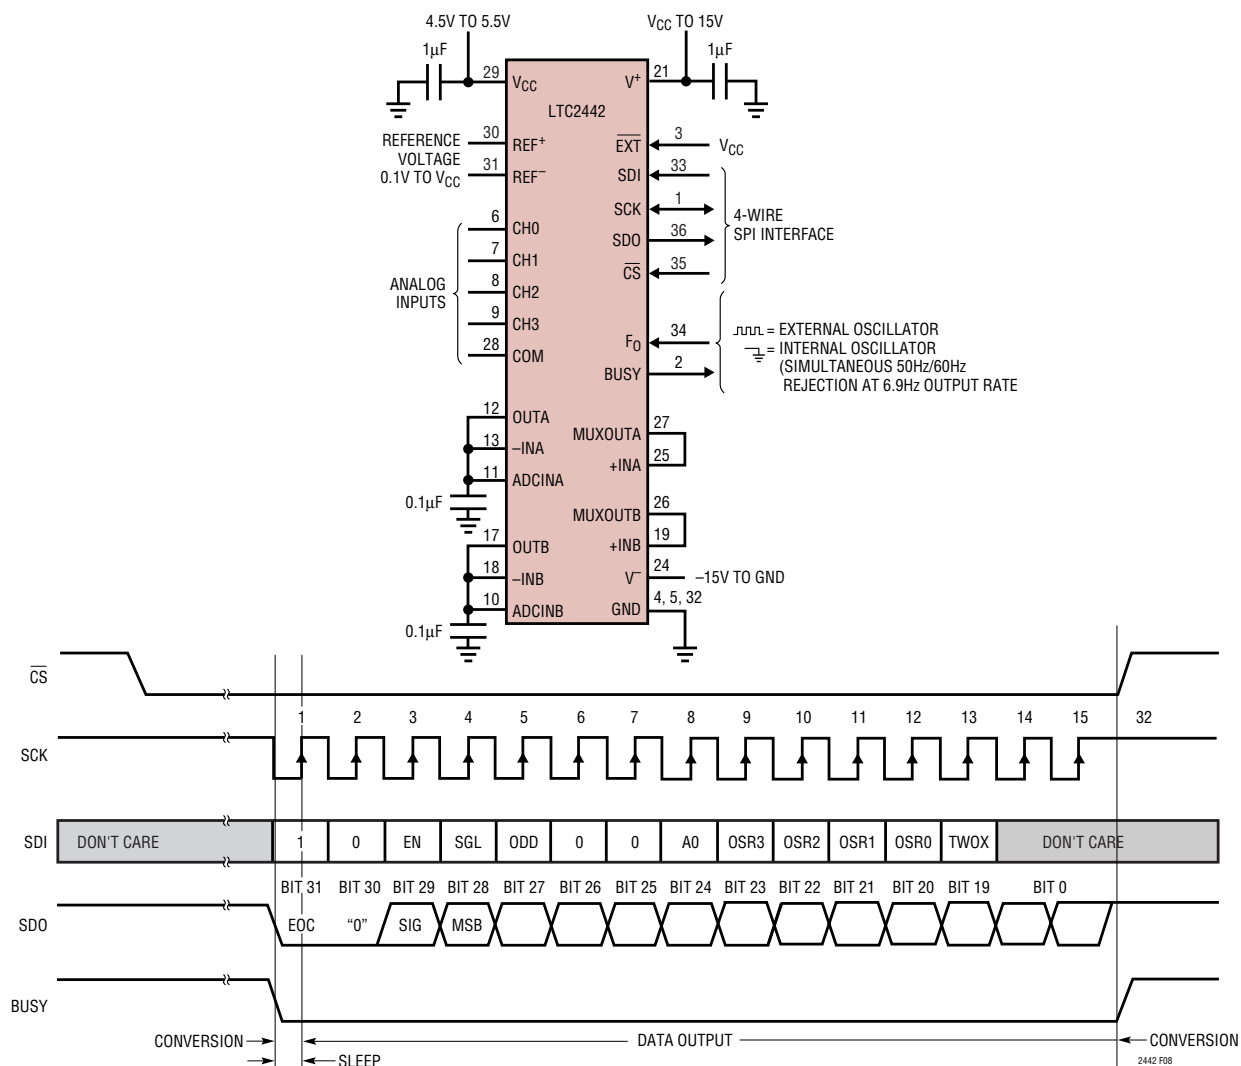 4.5V TO 5.5V
VCC TO 15V
1µF
1µF
29
VCC
V+
21
LTC2442
REFERENCE
VOLTAGE
0.1V TO VCC
30
REF+
31
REF–
EXT
3
VCC
SDI
33
SCK
1
SDO
36
CS
35
4-WIRE
SPI INTERFACE
ANALOG
INPUTS
6
CH0
7
CH1
8
CH2
9
CH3
28
COM
FO
34
BUSY
2
= EXTERNAL OSCILLATOR
= INTERNAL OSCILLATOR
(SIMULTANEOUS 50Hz/60Hz
REJECTION AT 6.9Hz OUTPUT RATE
12
OUTA
13
–INA
11
ADCINA
0.1µF
MUXOUTA
27
+INA
25
MUXOUTB
26
+INB
19
17
OUTB
18
–INB
10
ADCINB
0.1µF
V–
24
–15V TO GND
GND
4, 5, 32
CS
1 2 3 4 5 6 7 8 9 10 11 12 13 14 15 32
SCK
SDI DON'T CARE 1 0 EN SGL ODD 0 0 A0 OSR3 OSR2 OSR1 OSR0 TWOX DON'T CARE
BIT 31 BIT 30 BIT 29 BIT 28 BIT 27 BIT 26 BIT 25 BIT 24 BIT 23 BIT 22 BIT 21 BIT 20 BIT 19 BIT 0
SDO EOC “0” SIG MSB
BUSY
CONVERSION DATA OUTPUT CONVERSION
SLEEP
2442 F08